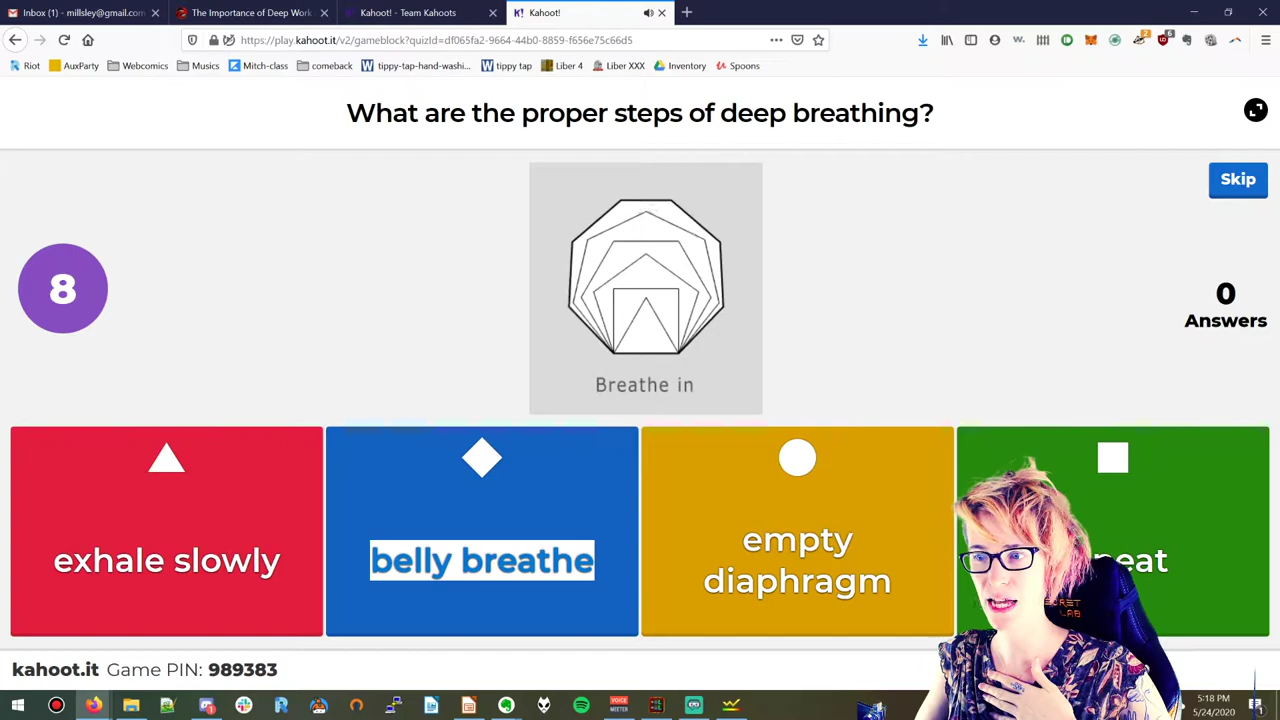 Inbox (1) - millsley@gmail.com
The Importance of Deep Work
Kahoot! - Team Kahoots
Kahoot!
https://play.kahoot.it/v2/gameblock?quizId=df065fa2-9664-44b0-8859-f656e75c66d5
Riot
AuxParty
Webcomics
Musics
Mitch-class
comeback
tippy-tap-hand-washi...
tippy tap
Liber 4
Liber XXX
Inventory
Spoons
What are the proper steps of deep breathing?
Skip
8
0
Answers
Breathe in
exhale slowly
belly breathe
empty
diaphragm
kahoot.it Game PIN: 989383
5:18 PM
5/24/2020